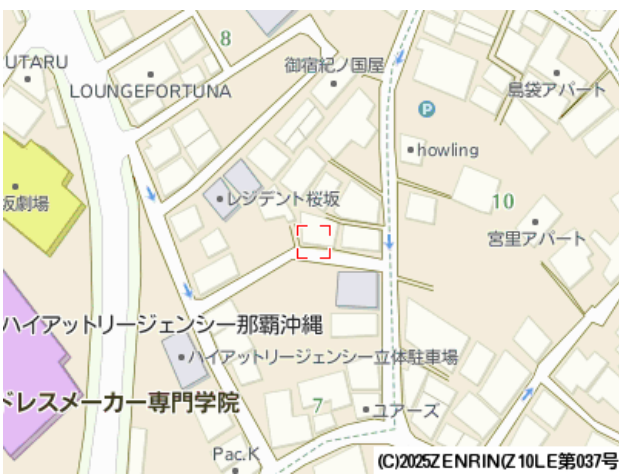 8
UTARU
LOUNGEFORTUNA
御宿紀ノ国屋
島袋アパート
P
howling
坂劇場
レジデント桜坂
10
宮里アパート
ハイアットリージェンシー那覇沖縄
ハイアットリージェンシー立体駐車場
ドレスメーカー専門学院
7
ユアーズ
Pac.K
(C)2025ZENRIN(Z10LE第037号